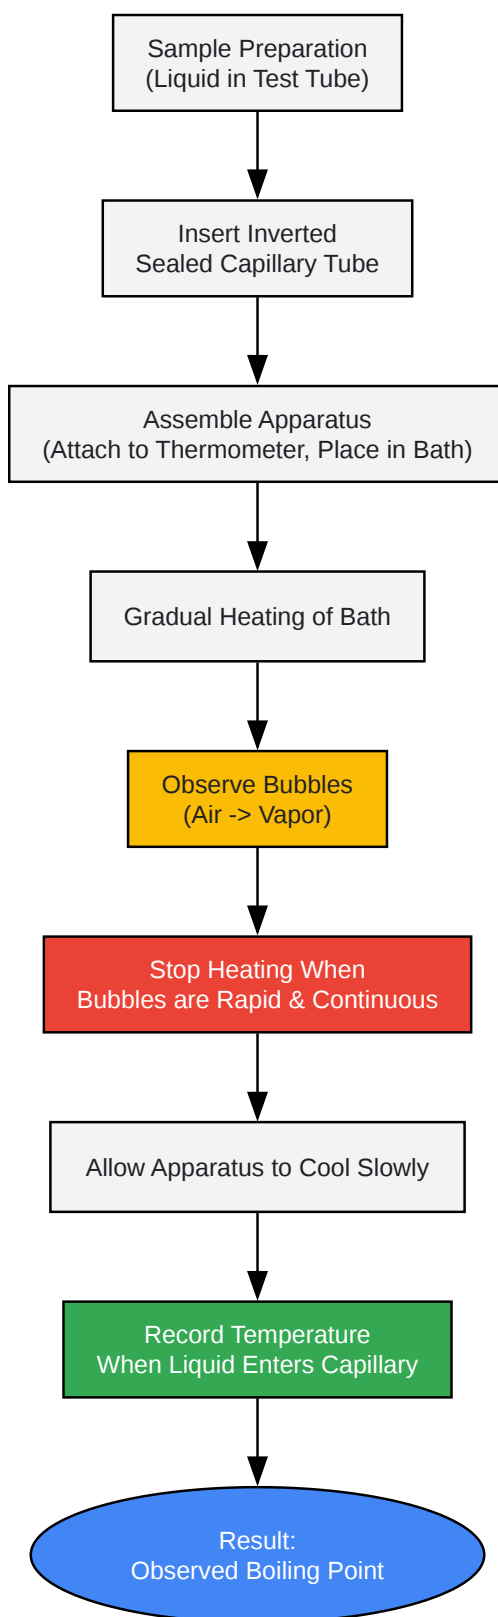 Sample Preparation
(Liquid in Test Tube)
Insert Inverted
Sealed Capillary Tube
Assemble Apparatus
(Attach to Thermometer, Place in Bath)
Gradual Heating of Bath
Observe Bubbles
(Air -> Vapor)
Stop Heating When
Bubbles are Rapid & Continuous
Allow Apparatus to Cool Slowly
Record Temperature
When Liquid Enters Capillary
Result:
Observed Boiling Point